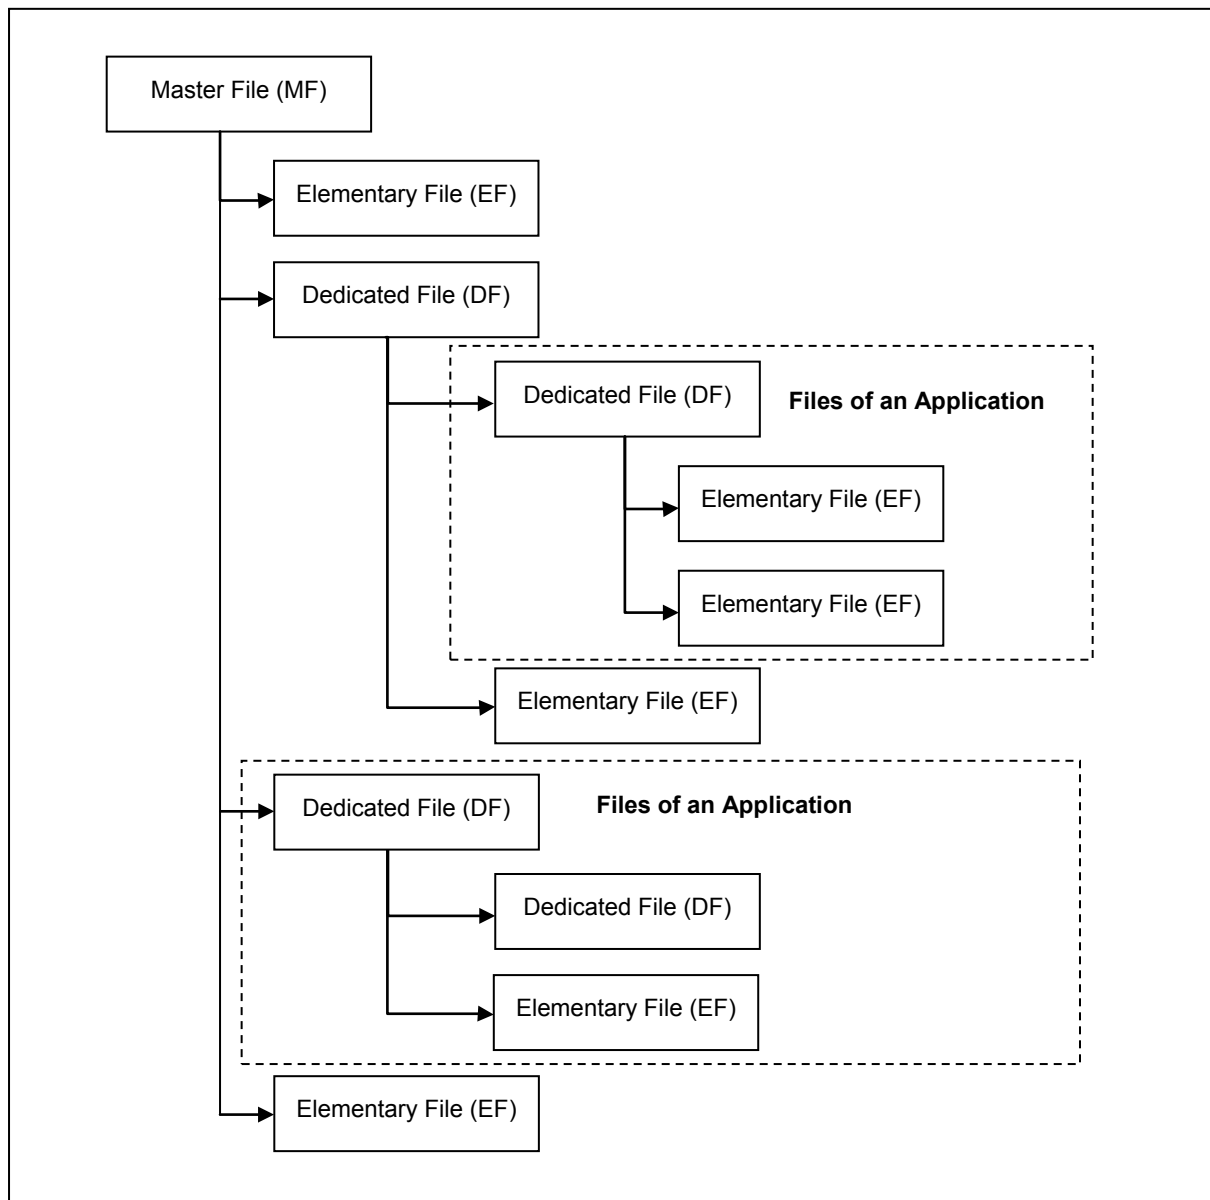 Master File (MF)
Elementary File (EF)
Dedicated File (DF)
Dedicated File (DF)
Files of an Application
Elementary File (EF)
Elementary File (EF)
Elementary File (EF)
Dedicated File (DF)
Files of an Application
Dedicated File (DF)
Elementary File (EF)
Elementary File (EF)